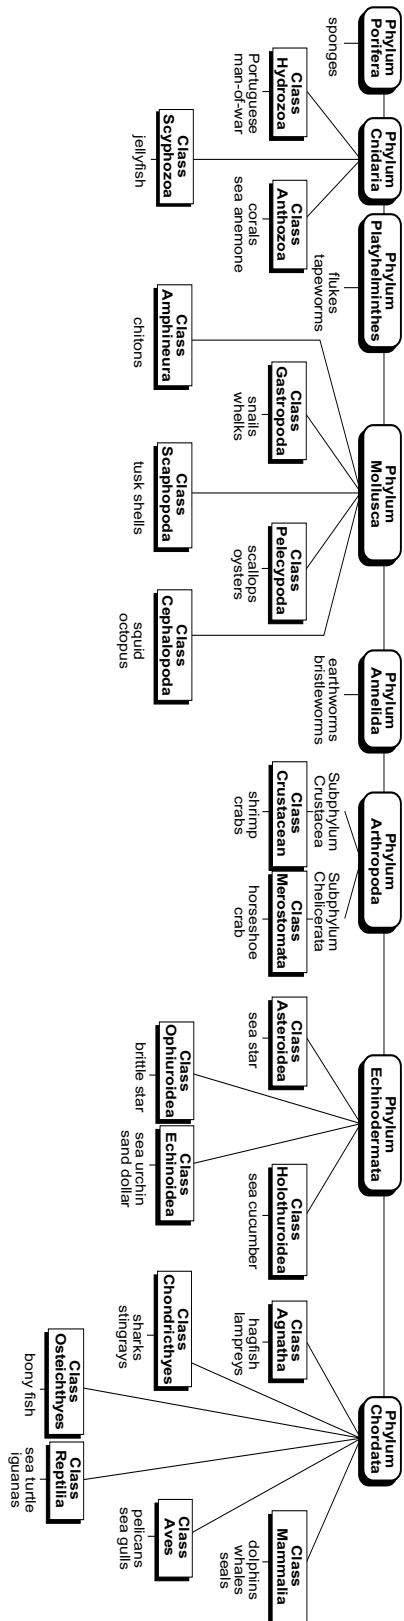 Phylum
Porifera
sponges
Phylum
Cnidaria
Class
Hydrozoa
Portuguese
man-of-war
Class
Scyphozoa
jellyfish
Class
Anthozoa
corals
sea anemone
Phylum
Platyhelminthes
flukes
tapeworms
Phylum
Mollusca
Class
Amphineura
chitons
Class
Gastropoda
snails
whelks
Class
Scaphopoda
tusk shells
Class
Pelecypoda
scallops
oysters
Class
Cephalopoda
squid
octopus
Phylum
Annelida
earthworms
bristleworms
Phylum
Arthropoda
Subphylum
Crustacea
Class
Crustacean
shrimp
crabs
Subphylum
Chelicerata
Class
Merostomata
horseshoe
crab
Phylum
Echinodermata
Class
Asteroidea
sea star
Class
Ophiuroidea
brittle star
Class
Echinoidea
sea urchin
sand dollar
Class
Holothuroidea
sea cucumber
Phylum
Chordata
Class
Agnatha
hagfish
lampreys
Class
Chondricthyes
sharks
stingrays
Class
Osteichthyes
bony fish
Class
Reptilia
sea turtle
iguanas
Class
Aves
pelicans
sea gulls
Class
Mammalia
dolphins
whales
seals